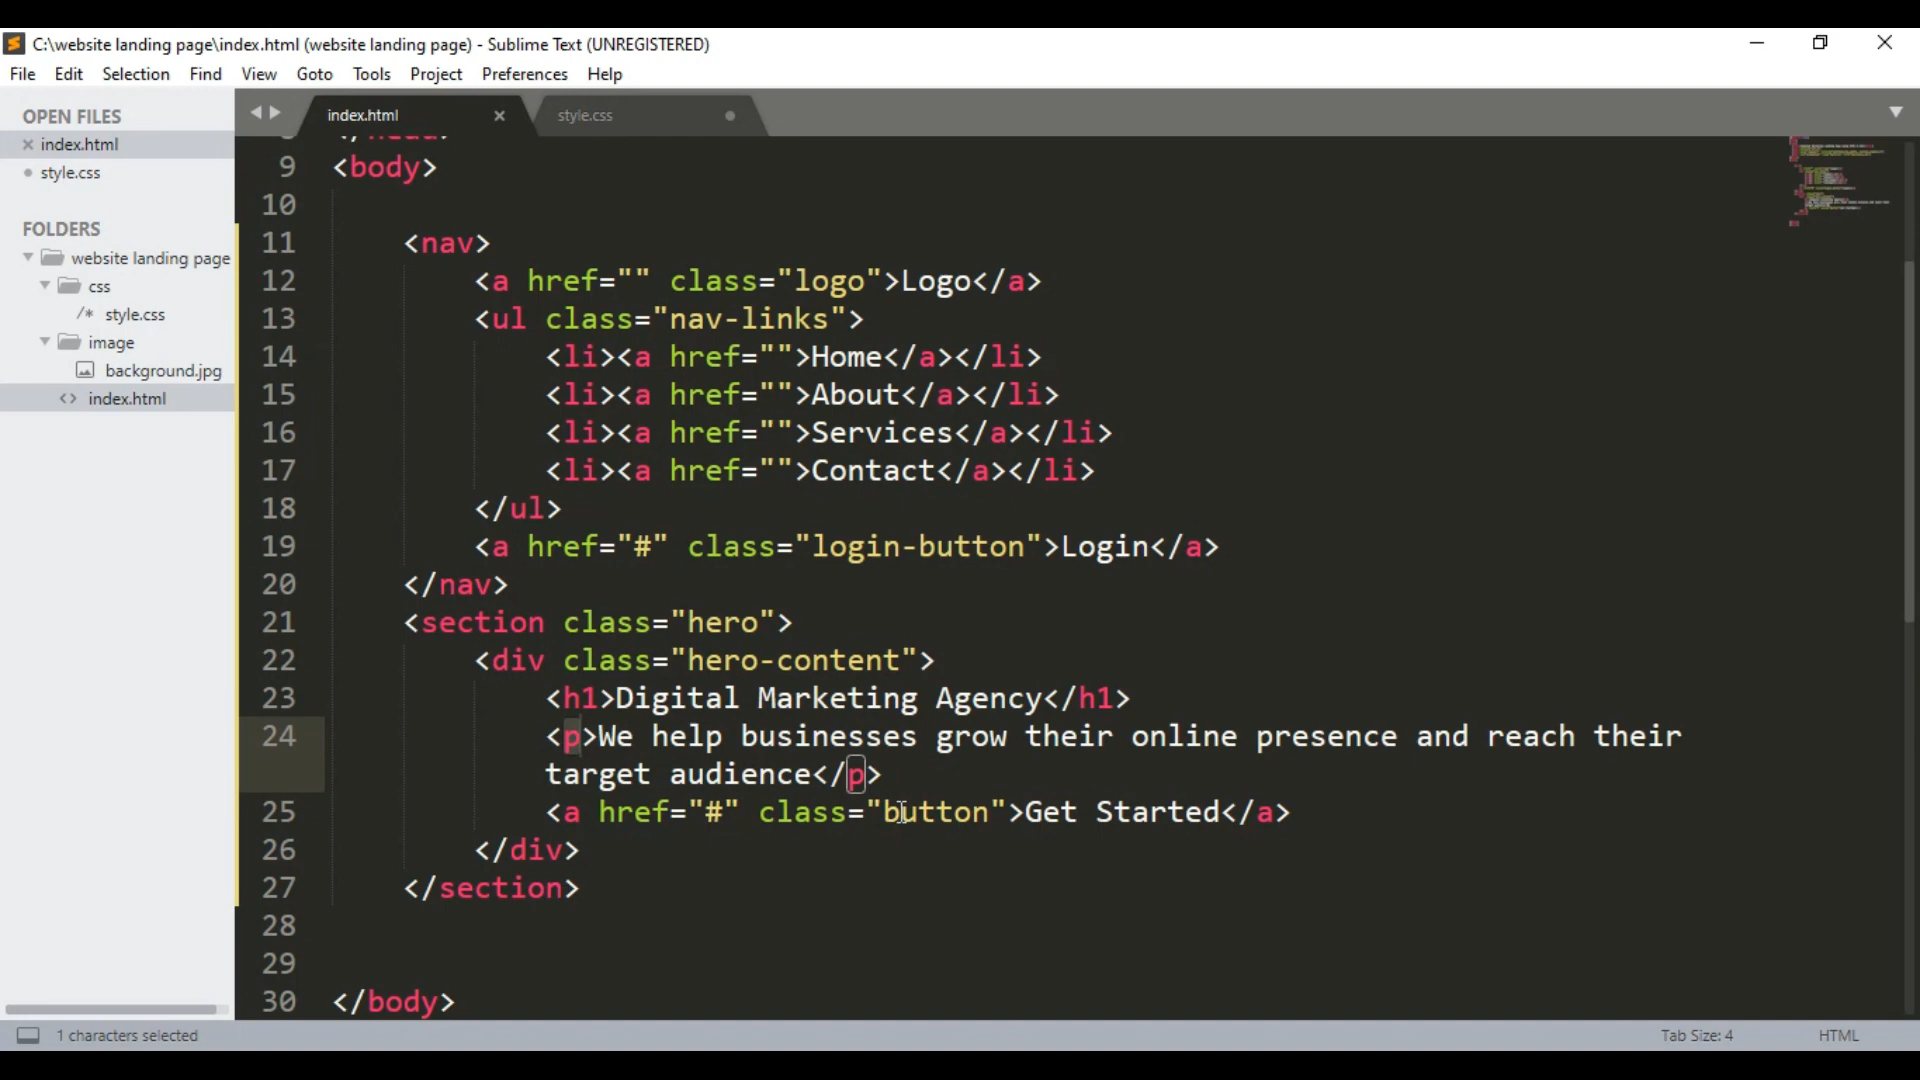 C:\website landing page\index.html (website landing page) - Sublime Text (UNREGISTERED)
File Edit Selection Find View Goto Tools Project Preferences Help
OPEN FILES
index.html
style.css
FOLDERS
website landing page
css
/* style.css
image
background.jpg
<> index.html
index.html style.css
9 <body>
10
11 <nav>
12 <a href="" class="logo">Logo</a>
13 <ul class="nav-links">
14 <li><a href="">Home</a></li>
15 <li><a href="">About</a></li>
16 <li><a href="">Services</a></li>
17 <li><a href="">Contact</a></li>
18 </ul>
19 <a href="#" class="login-button">Login</a>
20 </nav>
21 <section class="hero">
22 <div class="hero-content">
23 <h1>Digital Marketing Agency</h1>
24 <p>We help businesses grow their online presence and reach their
target audience</p>
25 <a href="#" class="button">Get Started</a>
26 </div>
27 </section>
28
29
30 </body>
1 characters selected
Tab Size: 4
HTML